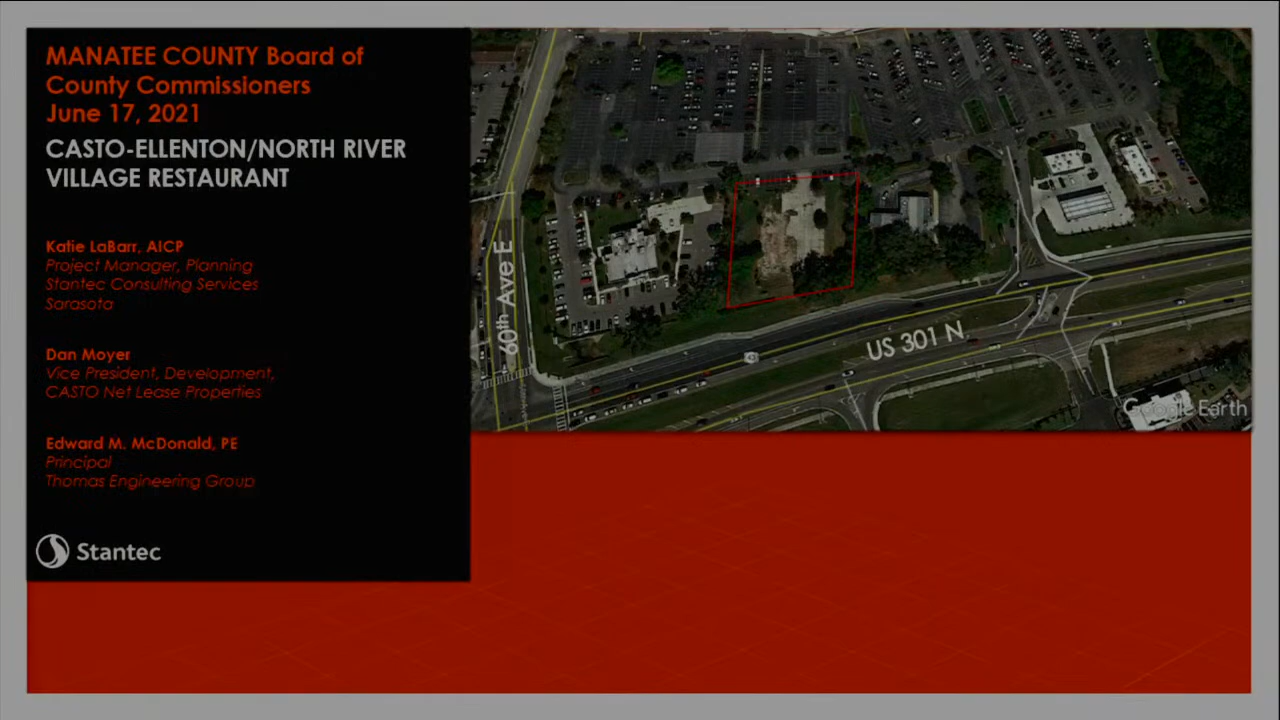 MANATEE COUNTY Board of
County Commissioners
June 17, 2021
CASTO-ELLENTON/NORTH RIVER
VILLAGE RESTAURANT
Katie LaBarr, AICP
Project Manager, Planning
Stantec Consulting Services
Sarasota
Dan Moyer
Vice President, Development,
CASTO Net Lease Properties
Edward M. McDonald, PE
Principal
Thomas Engineering Group
Stantec
60th Ave E
US 301 N
Google Earth